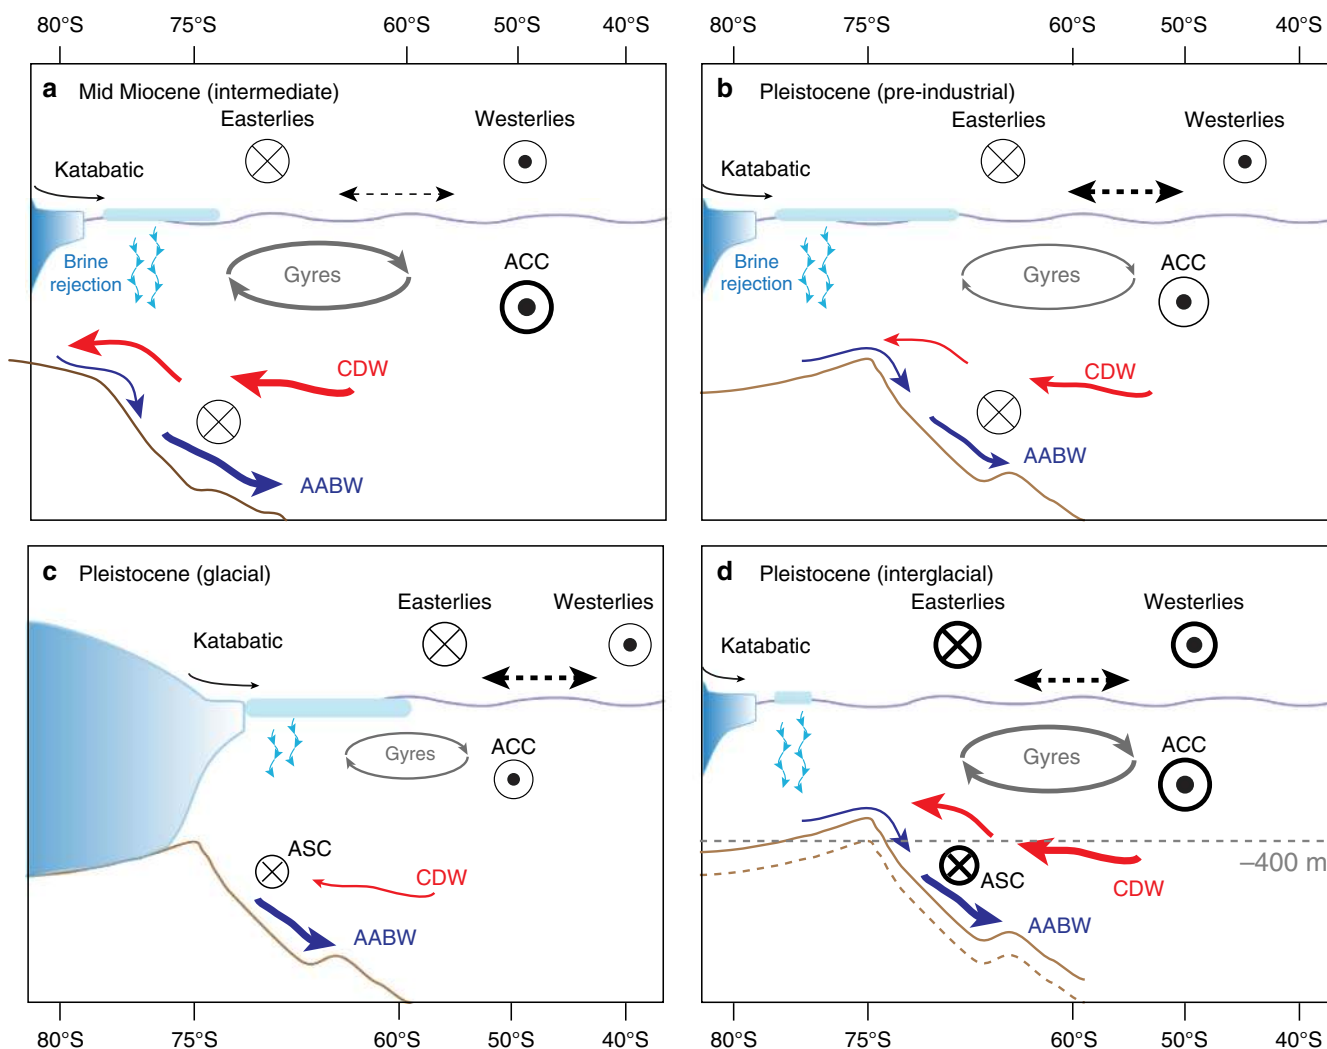 80°S 75°S 60°S 50°S 40°S
80°S 75°S 60°S 50°S 40°S
a Mid Miocene (intermediate)
Easterlies
Westerlies
Katabatic
Brine
rejection
Gyres
ACC
CDW
AABW
b Pleistocene (pre-industrial)
Easterlies
Westerlies
Katabatic
Brine
rejection
Gyres
ACC
CDW
AABW
c Pleistocene (glacial)
Easterlies
Westerlies
Katabatic
Gyres
ACC
ASC
CDW
AABW
d Pleistocene (interglacial)
Easterlies
Westerlies
Katabatic
Gyres
ACC
–400 m
ASC
CDW
AABW
80°S 75°S 60°S 50°S 40°S
80°S 75°S 60°S 50°S 40°S